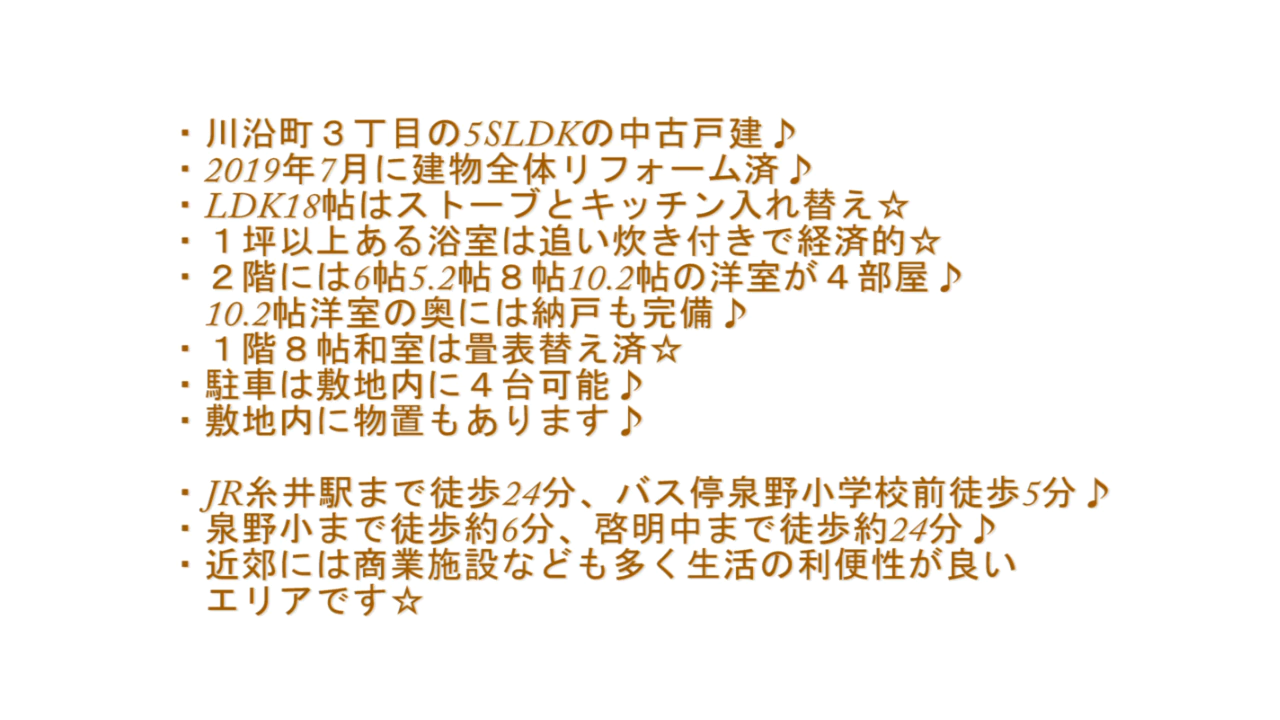 ・川沿町３丁目の5SLDKの中古戸建♪
・2019年7月に建物全体リフォーム済♪
・LDK18帖はストーブとキッチン入れ替え☆
・１坪以上ある浴室は追い炊き付きで経済的☆
・２階には6帖5.2帖８帖10.2帖の洋室が４部屋♪
10.2帖洋室の奥には納戸も完備♪
・１階８帖和室は畳表替え済☆
・駐車は敷地内に４台可能♪
・敷地内に物置もあります♪
・JR糸井駅まで徒歩24分、バス停泉野小学校前徒歩5分♪
・泉野小まで徒歩約6分、啓明中まで徒歩約24分♪
・近郊には商業施設なども多く生活の利便性が良い
エリアです☆